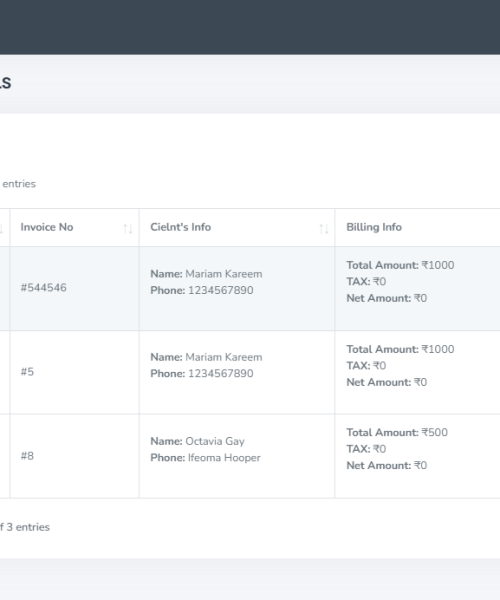 LS
entries
Invoice No Cielnt's Info Billing Info
#544546
Name: Mariam Kareem
Phone: 1234567890
Total Amount: ₹1000
TAX: ₹0
Net Amount: ₹0
#5
Name: Mariam Kareem
Phone: 1234567890
Total Amount: ₹1000
TAX: ₹0
Net Amount: ₹0
#8
Name: Octavia Gay
Phone: Ifeoma Hooper
Total Amount: ₹500
TAX: ₹0
Net Amount: ₹0
f 3 entries